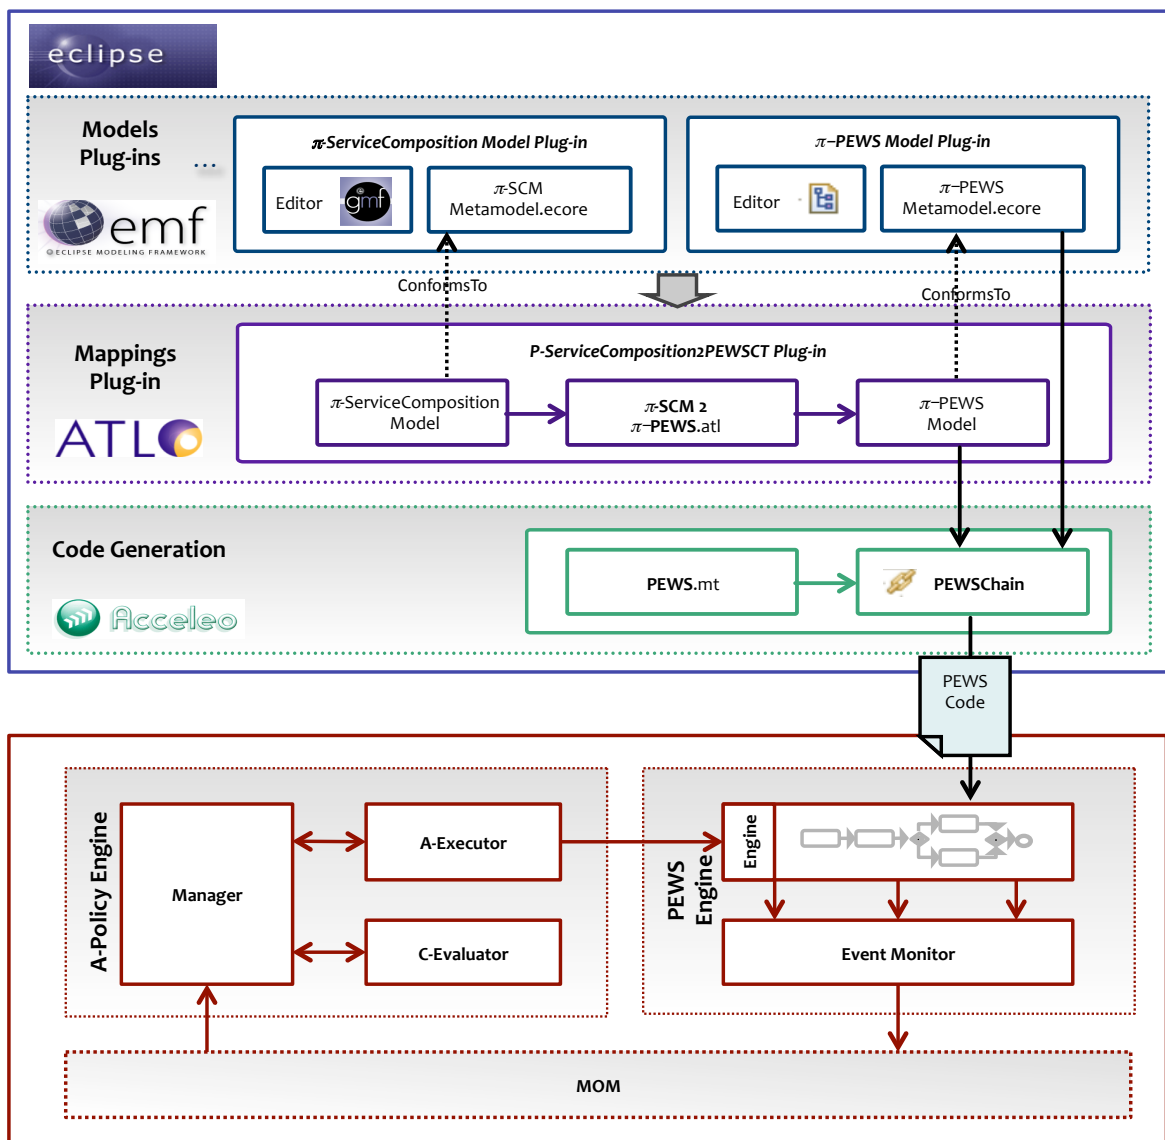 eclipse
Models
Plug-ins
...
emf
ECLIPSE MODELING FRAMEWORK
π-ServiceComposition Model Plug-in
Editor
gmf
π-SCM
Metamodel.ecore
π–PEWS Model Plug-in
Editor
π–PEWS
Metamodel.ecore
ConformsTo
ConformsTo
Mappings
Plug-in
ATL
P-ServiceComposition2PEWSCT Plug-in
π-ServiceComposition
Model
π-SCM 2
π–PEWS.atl
π–PEWS
Model
Code Generation
Acceleo
PEWS.mt
PEWSChain
PEWS
Code
A-Policy Engine
Manager
A-Executor
C-Evaluator
PEWS
Engine
Engine
Event Monitor
MOM